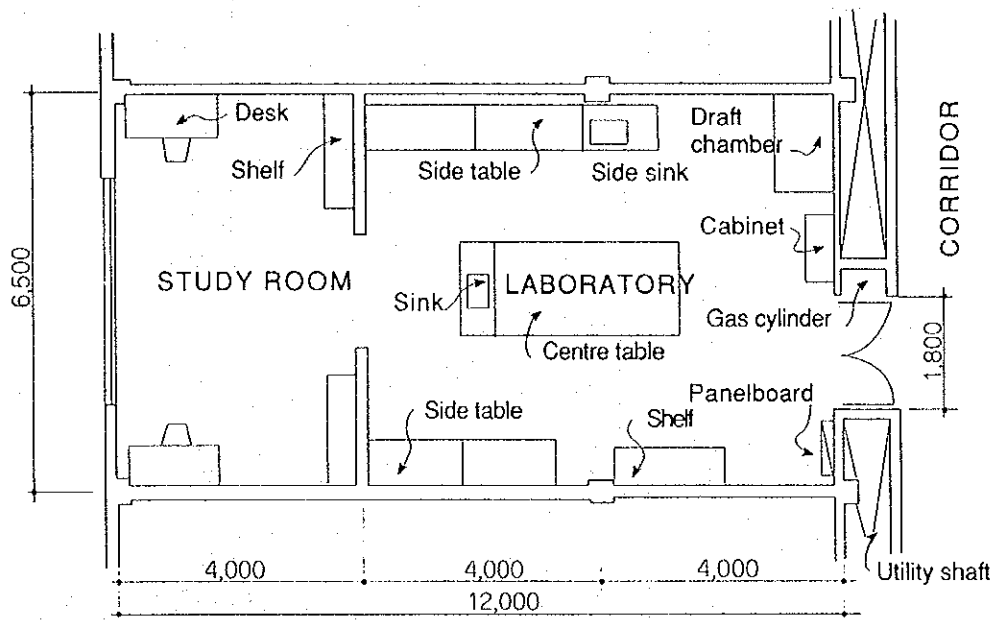 Desk
Shelf
Side table
Side sink
Draft
chamber
CORRIDOR
Cabinet
STUDY ROOM
Sink
LABORATORY
Gas cylinder
Centre table
6,500
1,800
Panelboard
Side table
Shelf
Utility shaft
4,000
4,000
4,000
12,000